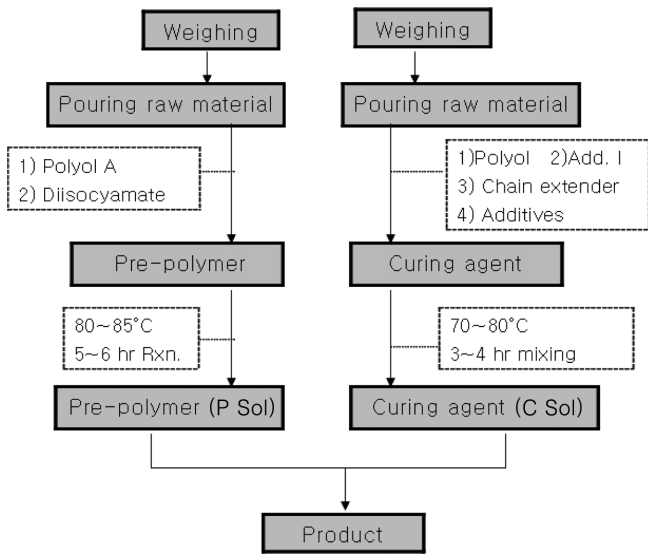 Weighing
Weighing
Pouring raw material
Pouring raw material
1) Polyol A
2) Diisocyamate
1)Polyol 2)Add. I
3) Chain extender
4) Additives
Pre-polymer
Curing agent
80~85°C
5~6 hr Rxn.
70~80°C
3~4 hr mixing
Pre-polymer (P Sol)
Curing agent (C Sol)
Product